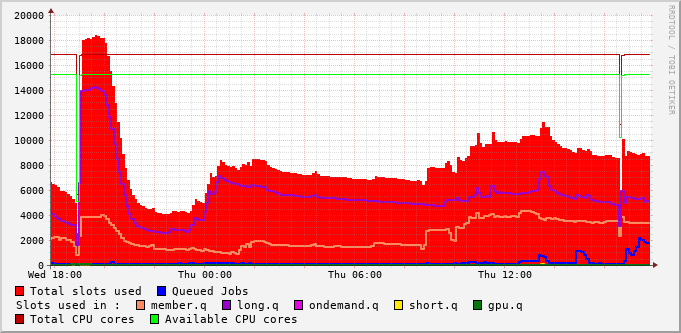 RRDTOOL / TOBI OETIKER
20000
18000
16000
14000
12000
10000
8000
6000
4000
2000
0
Wed 18:00 Thu 00:00 Thu 06:00 Thu 12:00
Total slots used Queued Jobs
Slots used in : member.q long.q ondemand.q short.q gpu.q
Total CPU cores Available CPU cores